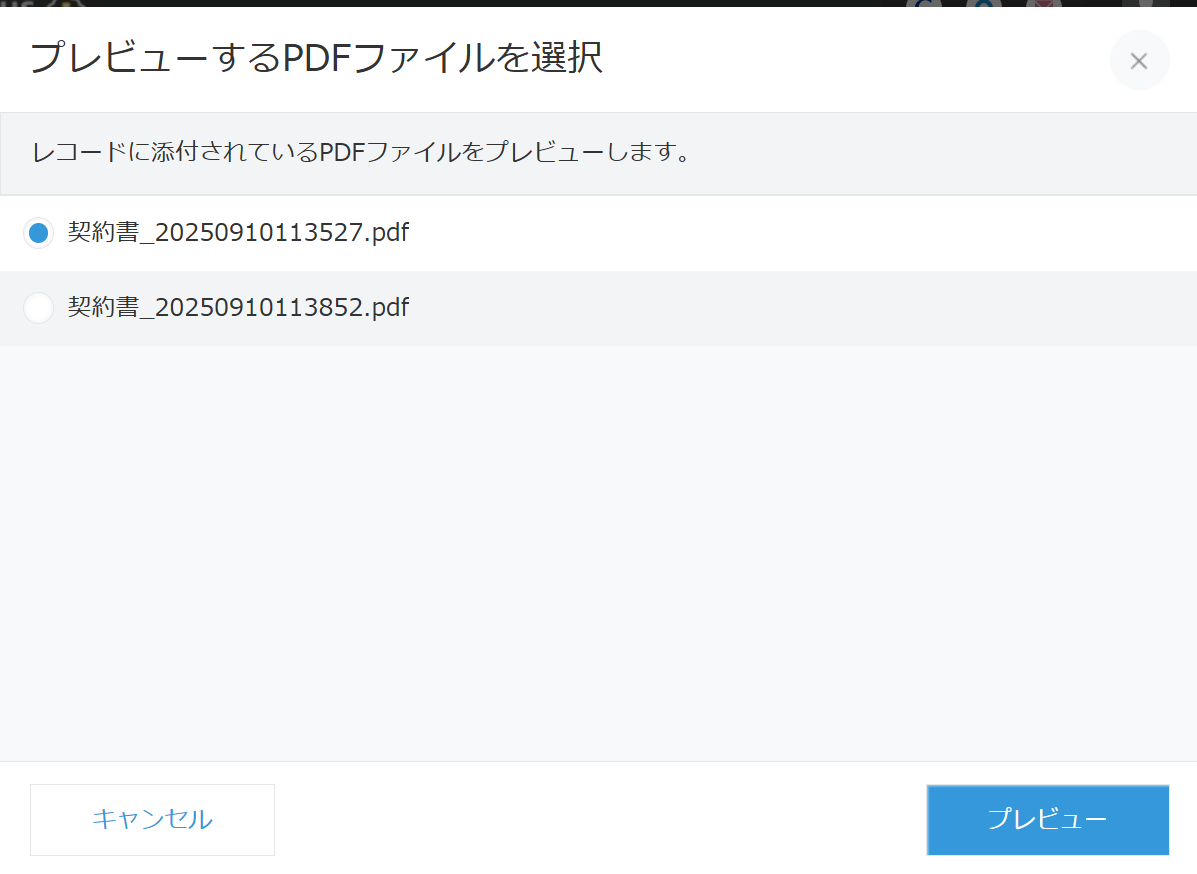 プレビューするPDFファイルを選択
レコードに添付されているPDFファイルをプレビューします。
契約書_20250910113527.pdf
契約書_20250910113852.pdf
キャンセル
プレビュー